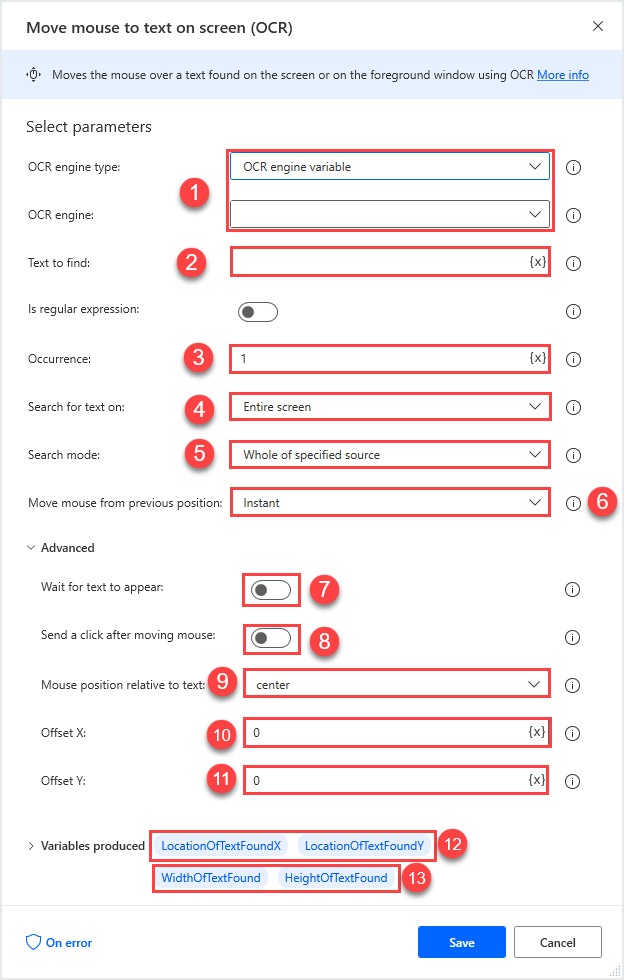 Move mouse to text on screen (OCR)
Moves the mouse over a text found on the screen or on the foreground window using OCR More info
Select parameters
OCR engine type: OCR engine variable
1
OCR engine:
Text to find: 2 {x}
Is regular expression:
Occurrence: 3 1 {x}
Search for text on: 4 Entire screen
Search mode: 5 Whole of specified source
Move mouse from previous position: Instant 6
Advanced
Wait for text to appear: 7
Send a click after moving mouse: 8
Mouse position relative to text: 9 center
Offset X: 10 0 {x}
Offset Y: 11 0 {x}
Variables produced LocationOfTextFoundX LocationOfTextFoundY 12
WidthOfTextFound HeightOfTextFound 13
On error Save Cancel